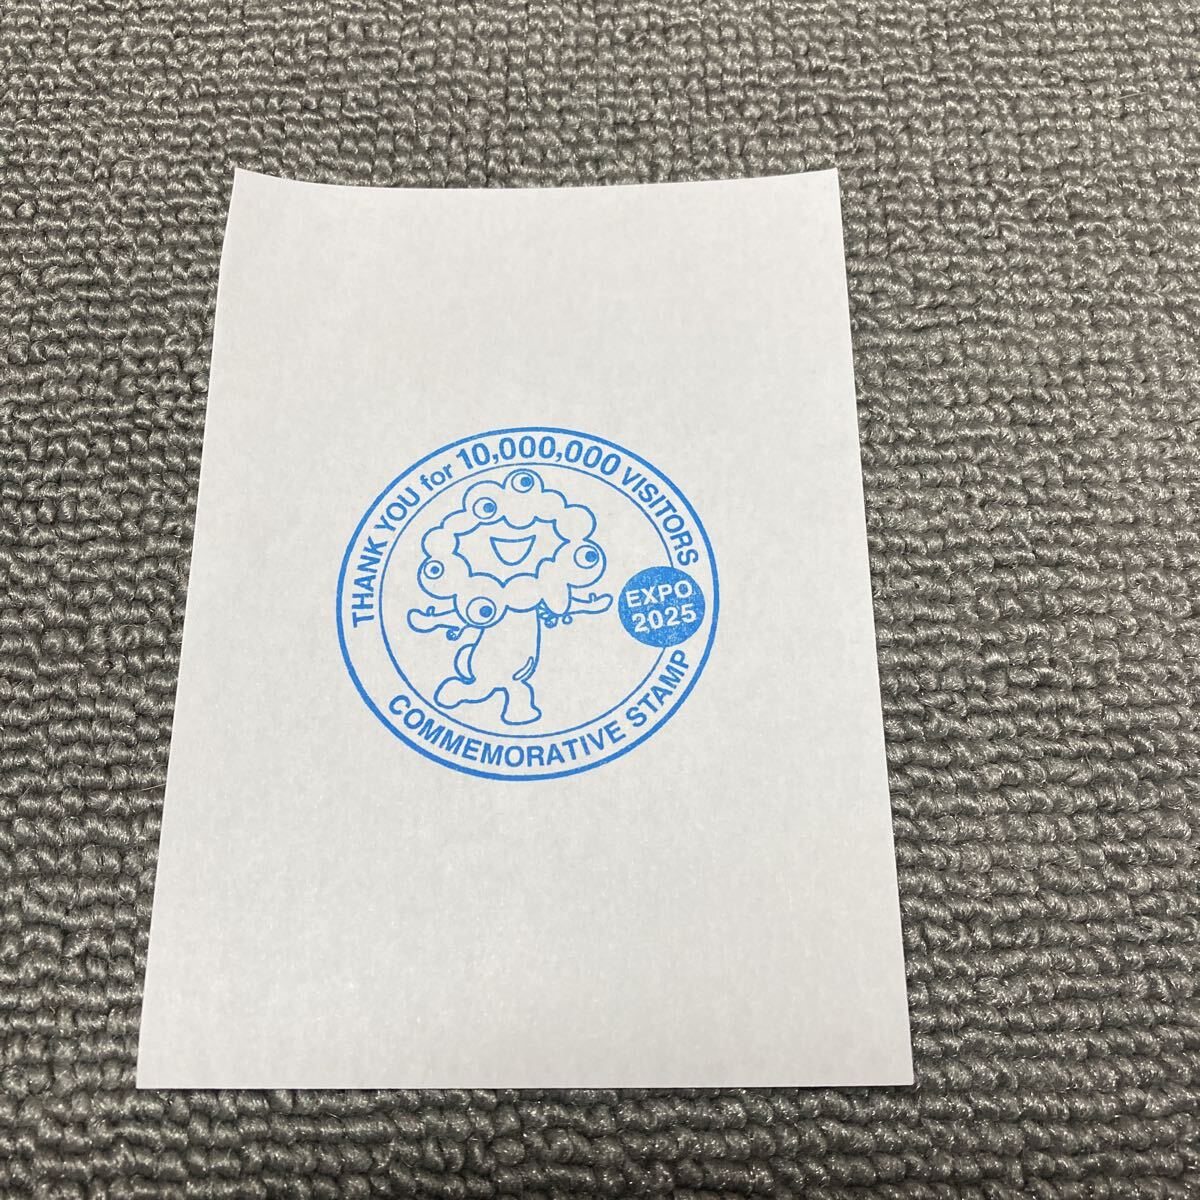 THANK YOU for 10,000,000 VISITORS
EXPO
2025
COMMEMORATIVE STAMP